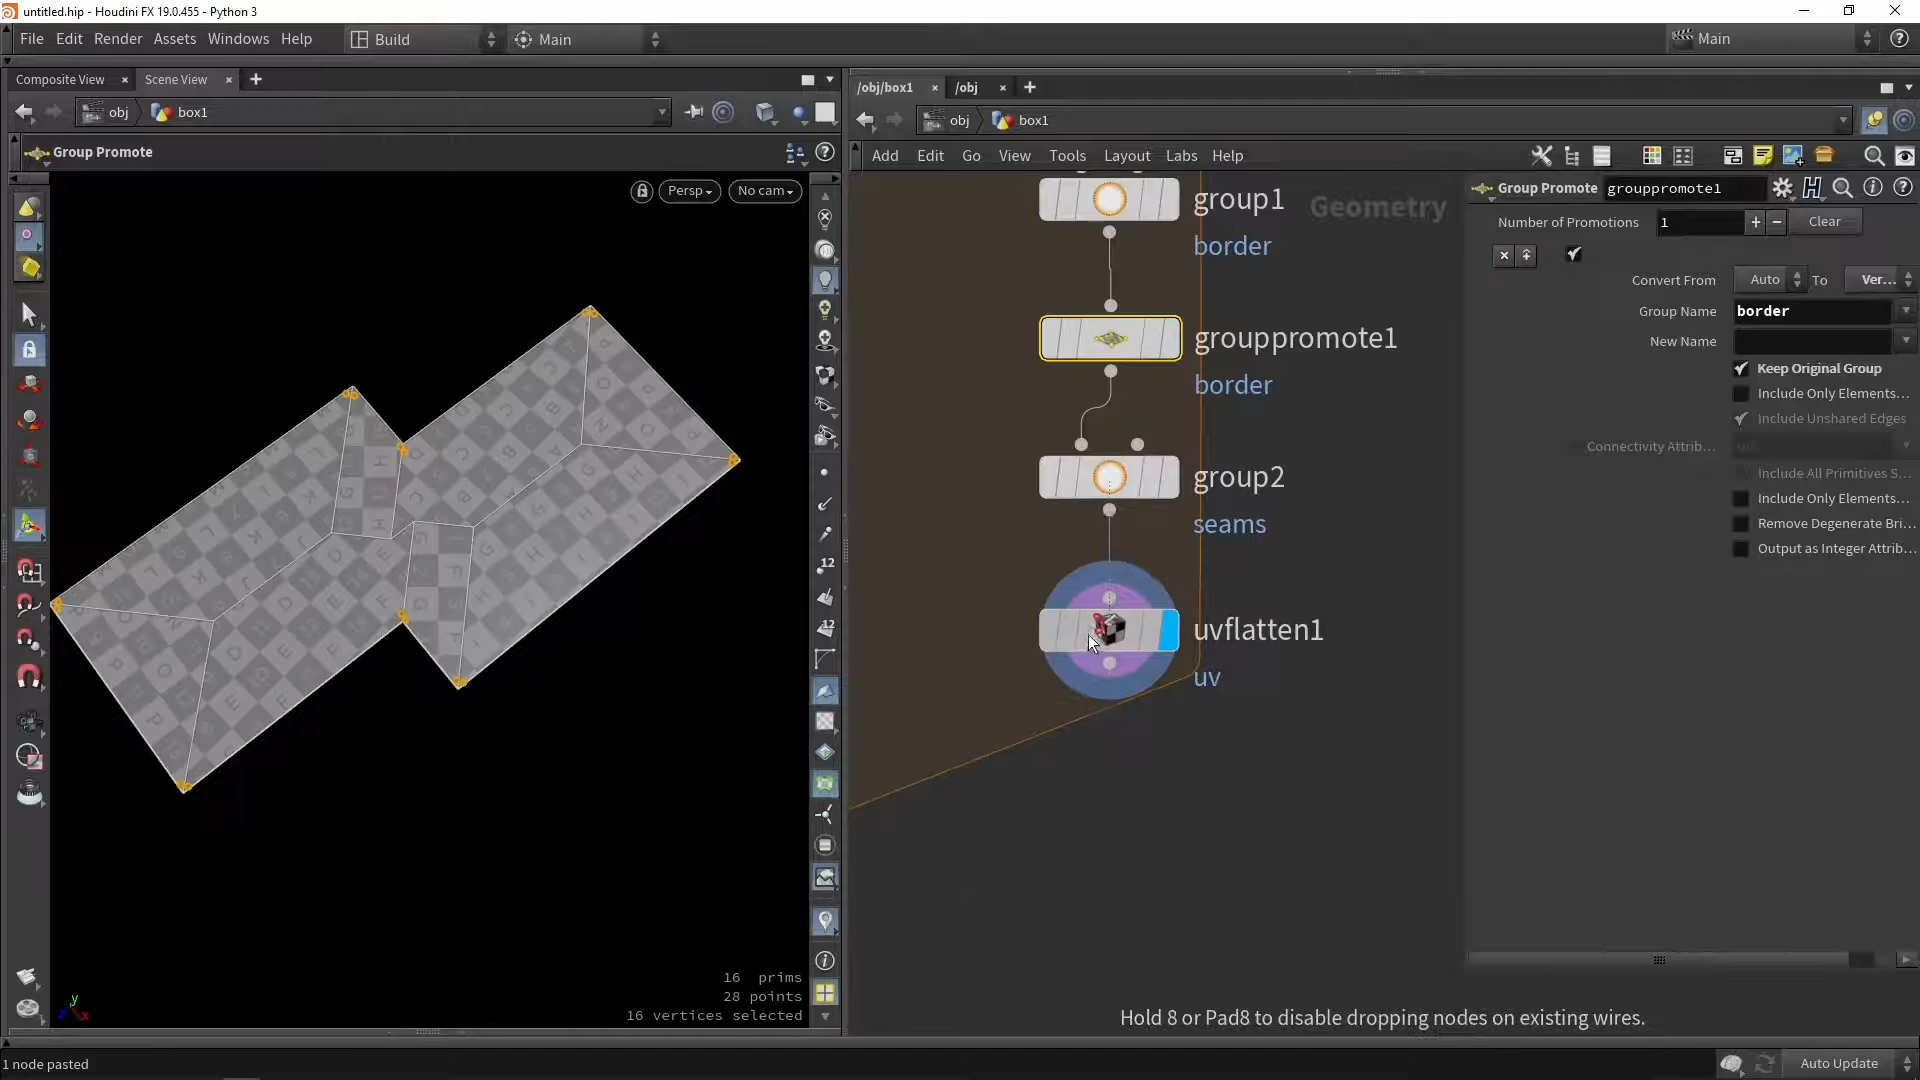 untitled.hip - Houdini FX 19.0.455 - Python 3
File Edit Render Assets Windows Help
Build
Main
Main
Composite View
Scene View
obj
box1
Group Promote
Persp
No cam
12
12
16 prims
28 points
16 vertices selected
y
x
/obj/box1
/obj
obj
box1
Add Edit Go View Tools Layout Labs Help
Geometry
group1
border
grouppromote1
border
group2
seams
uvflatten1
uv
Hold 8 or Pad8 to disable dropping nodes on existing wires.
Group Promote
grouppromote1
Number of Promotions
1
Clear
Convert From
Auto
To
Ver...
Group Name
border
New Name
Keep Original Group
Include Only Elements...
Include Unshared Edges
Connectivity Attrib...
Include All Primitives S...
Include Only Elements...
Remove Degenerate Bri...
Output as Integer Attrib...
1 node pasted
Auto Update